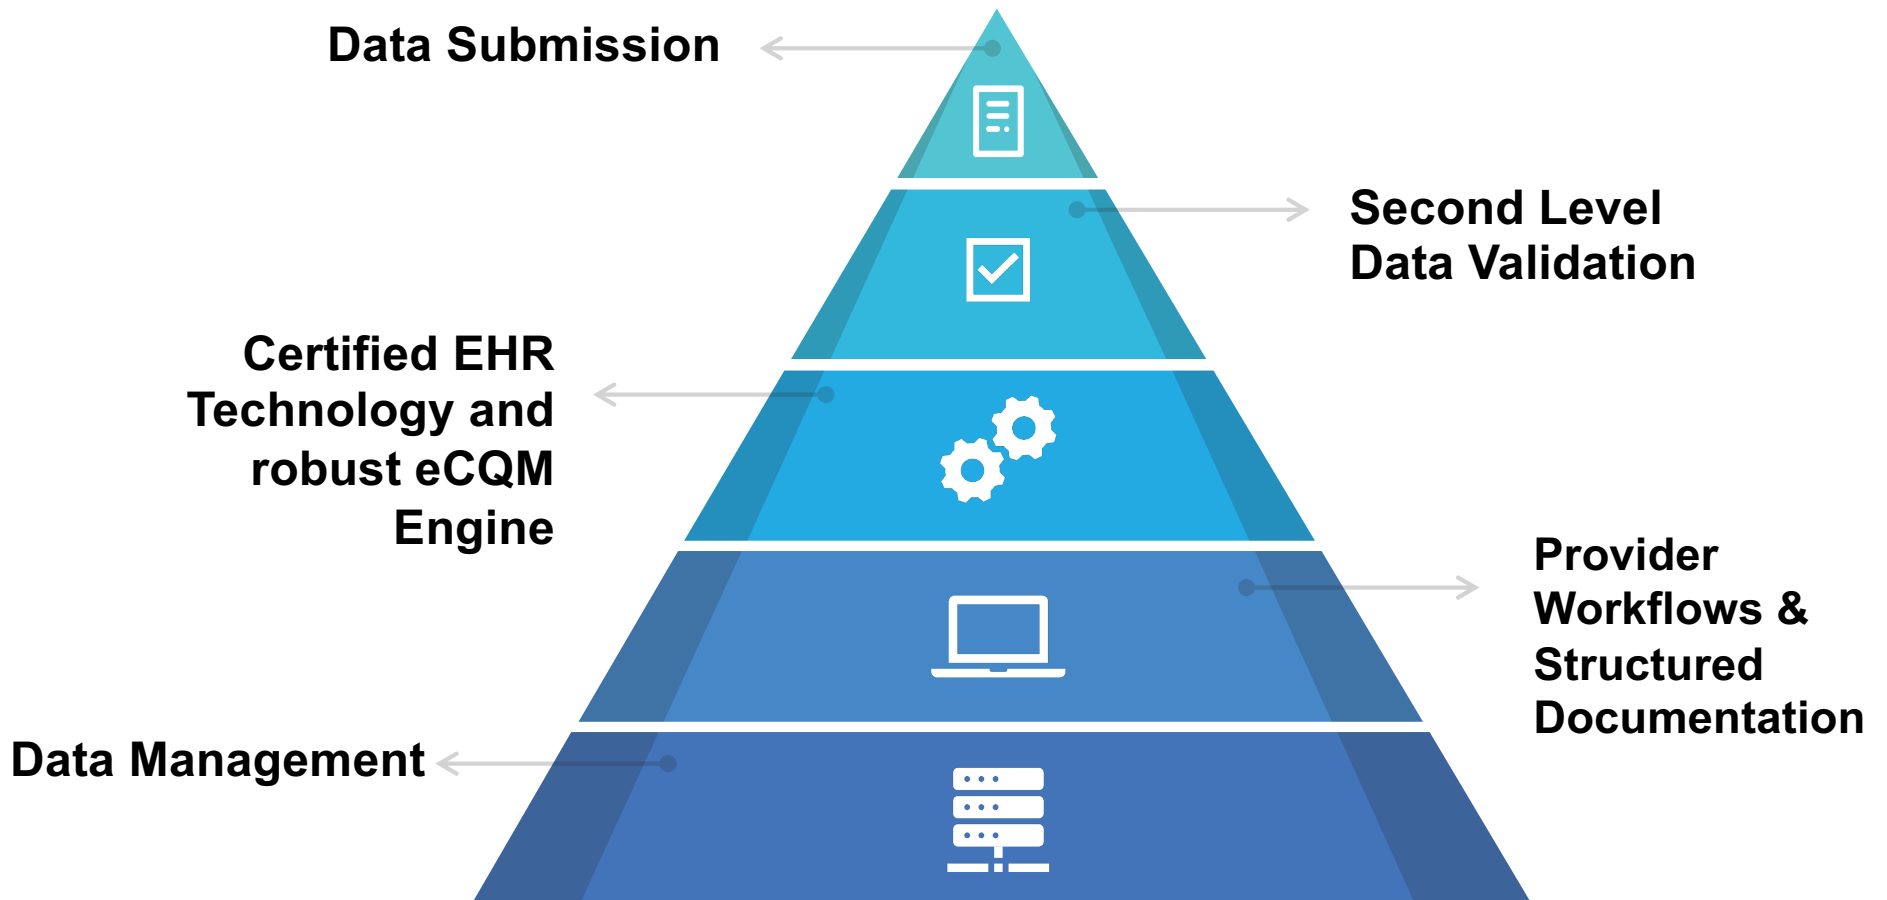 Data Submission
Second Level
Data Validation
Certified EHR
Technology and
robust eCQM
Engine
Provider
Workflows &
Structured
Documentation
Data Management